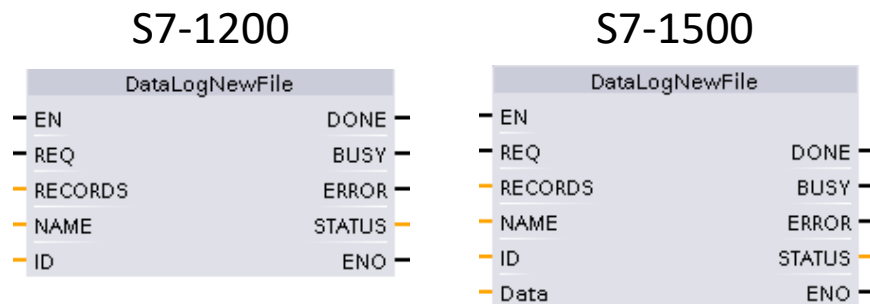 S7-1200 S7-1500
DataLogNewFile
EN DONE
REQ BUSY
RECORDS ERROR
NAME STATUS
ID ENO
DataLogNewFile
EN
REQ DONE
RECORDS BUSY
NAME ERROR
ID STATUS
Data ENO